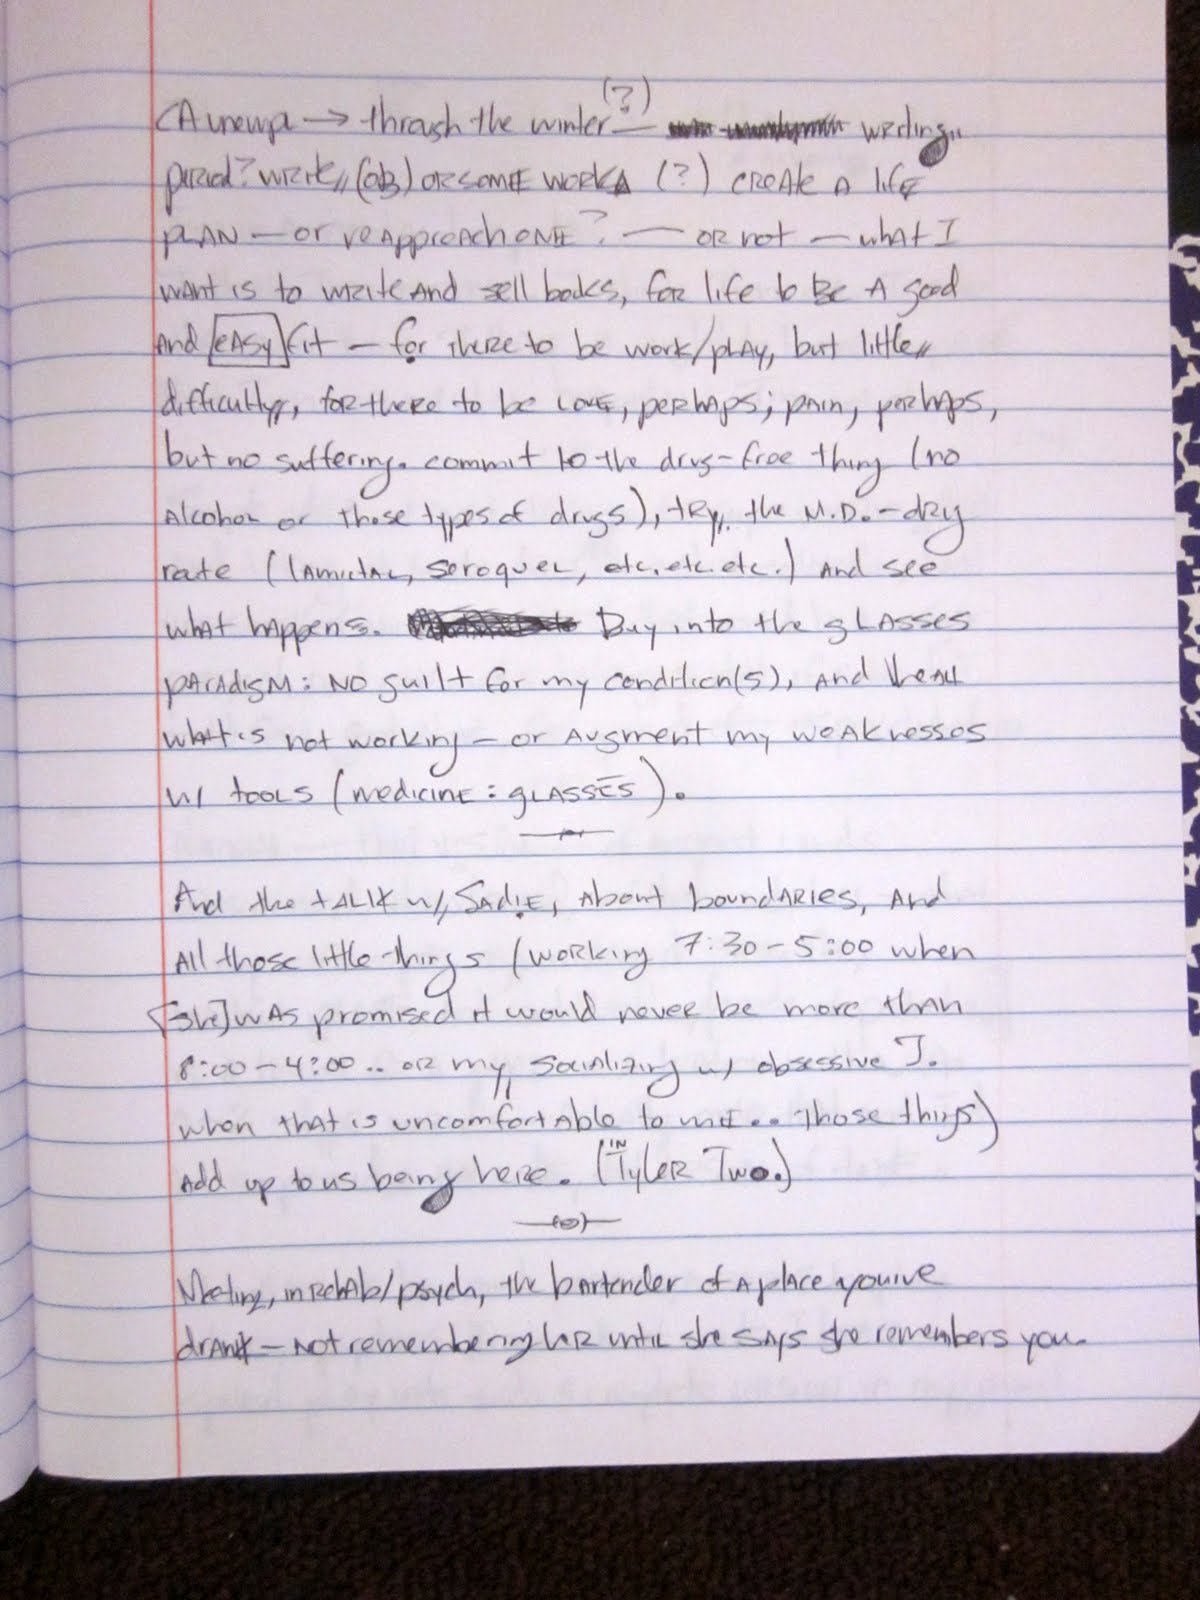 (?)
→ through the winter — writing,,
period? write,, (ob) or some work (?) create a life
plan — or reapproach one? — or not — what I
want is to write and sell books, for life to be a good
and easy fit — for there to be work/play, but little,,
difficulty,, for there to be love, perhaps; pain, perhaps,
but no suffering. commit to the drug-free thing (no
alcohol or those types of drugs), try,, the M.D.-dry
rate (lamictal, seroquel, etc. etc. etc.) and see
what happens. Buy into the glasses
paradigm: no guilt for my condition(s), and treat
what is not working — or augment my weaknesses
w/ tools (medicine : glasses).
And the talk w/ Sadie, about boundaries, and
all those little things (working 7:30-5:00 when
[she] was promised it would never be more than
8:00-4:00.. or my socializing w/ obsessive J.
when that is uncomfortable to me.. those things)
add up to us being here. (in Tyler Two.)
Meeting, in rehab/psych, the bartender of a place you've
drank — not remembering her until she says she remembers you.